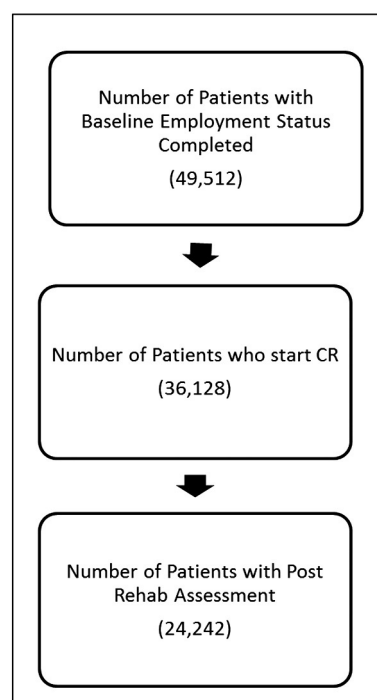 Number of Patients with
Baseline Employment Status
Completed
(49,512)
Number of Patients who start CR
(36,128)
Number of Patients with Post
Rehab Assessment
(24,242)